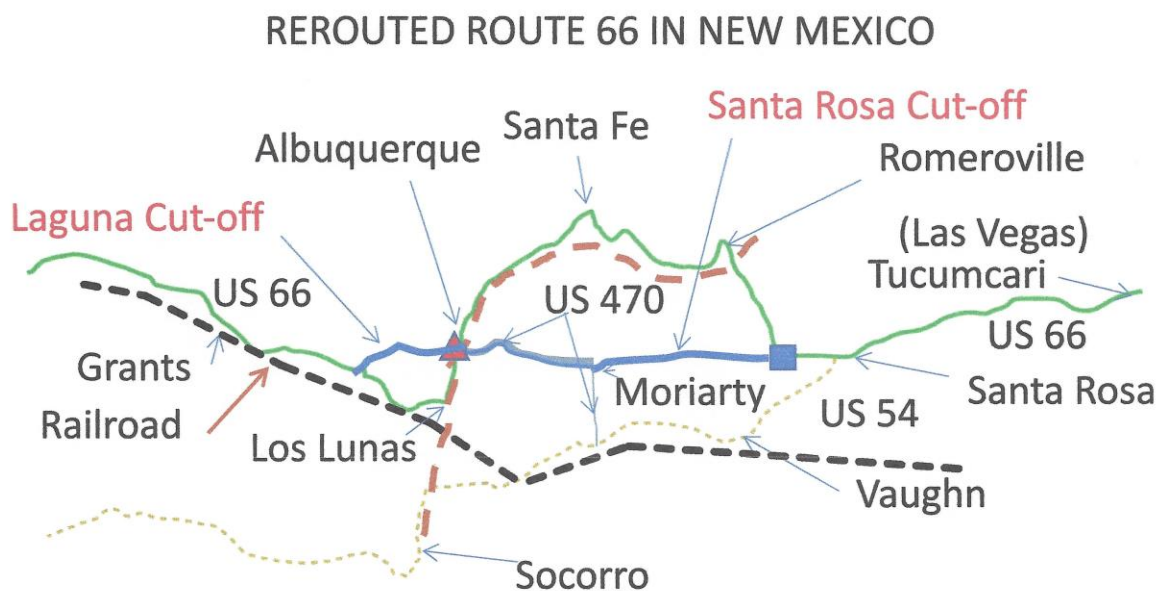 REROUTED ROUTE 66 IN NEW MEXICO
Santa Rosa Cut-off
Santa Fe
Albuquerque
Romeroville
Laguna Cut-off
(Las Vegas)
Tucumcari
US 66
US 470
US 66
Grants
Moriarty
Santa Rosa
Railroad
US 54
Los Lunas
Vaughn
Socorro